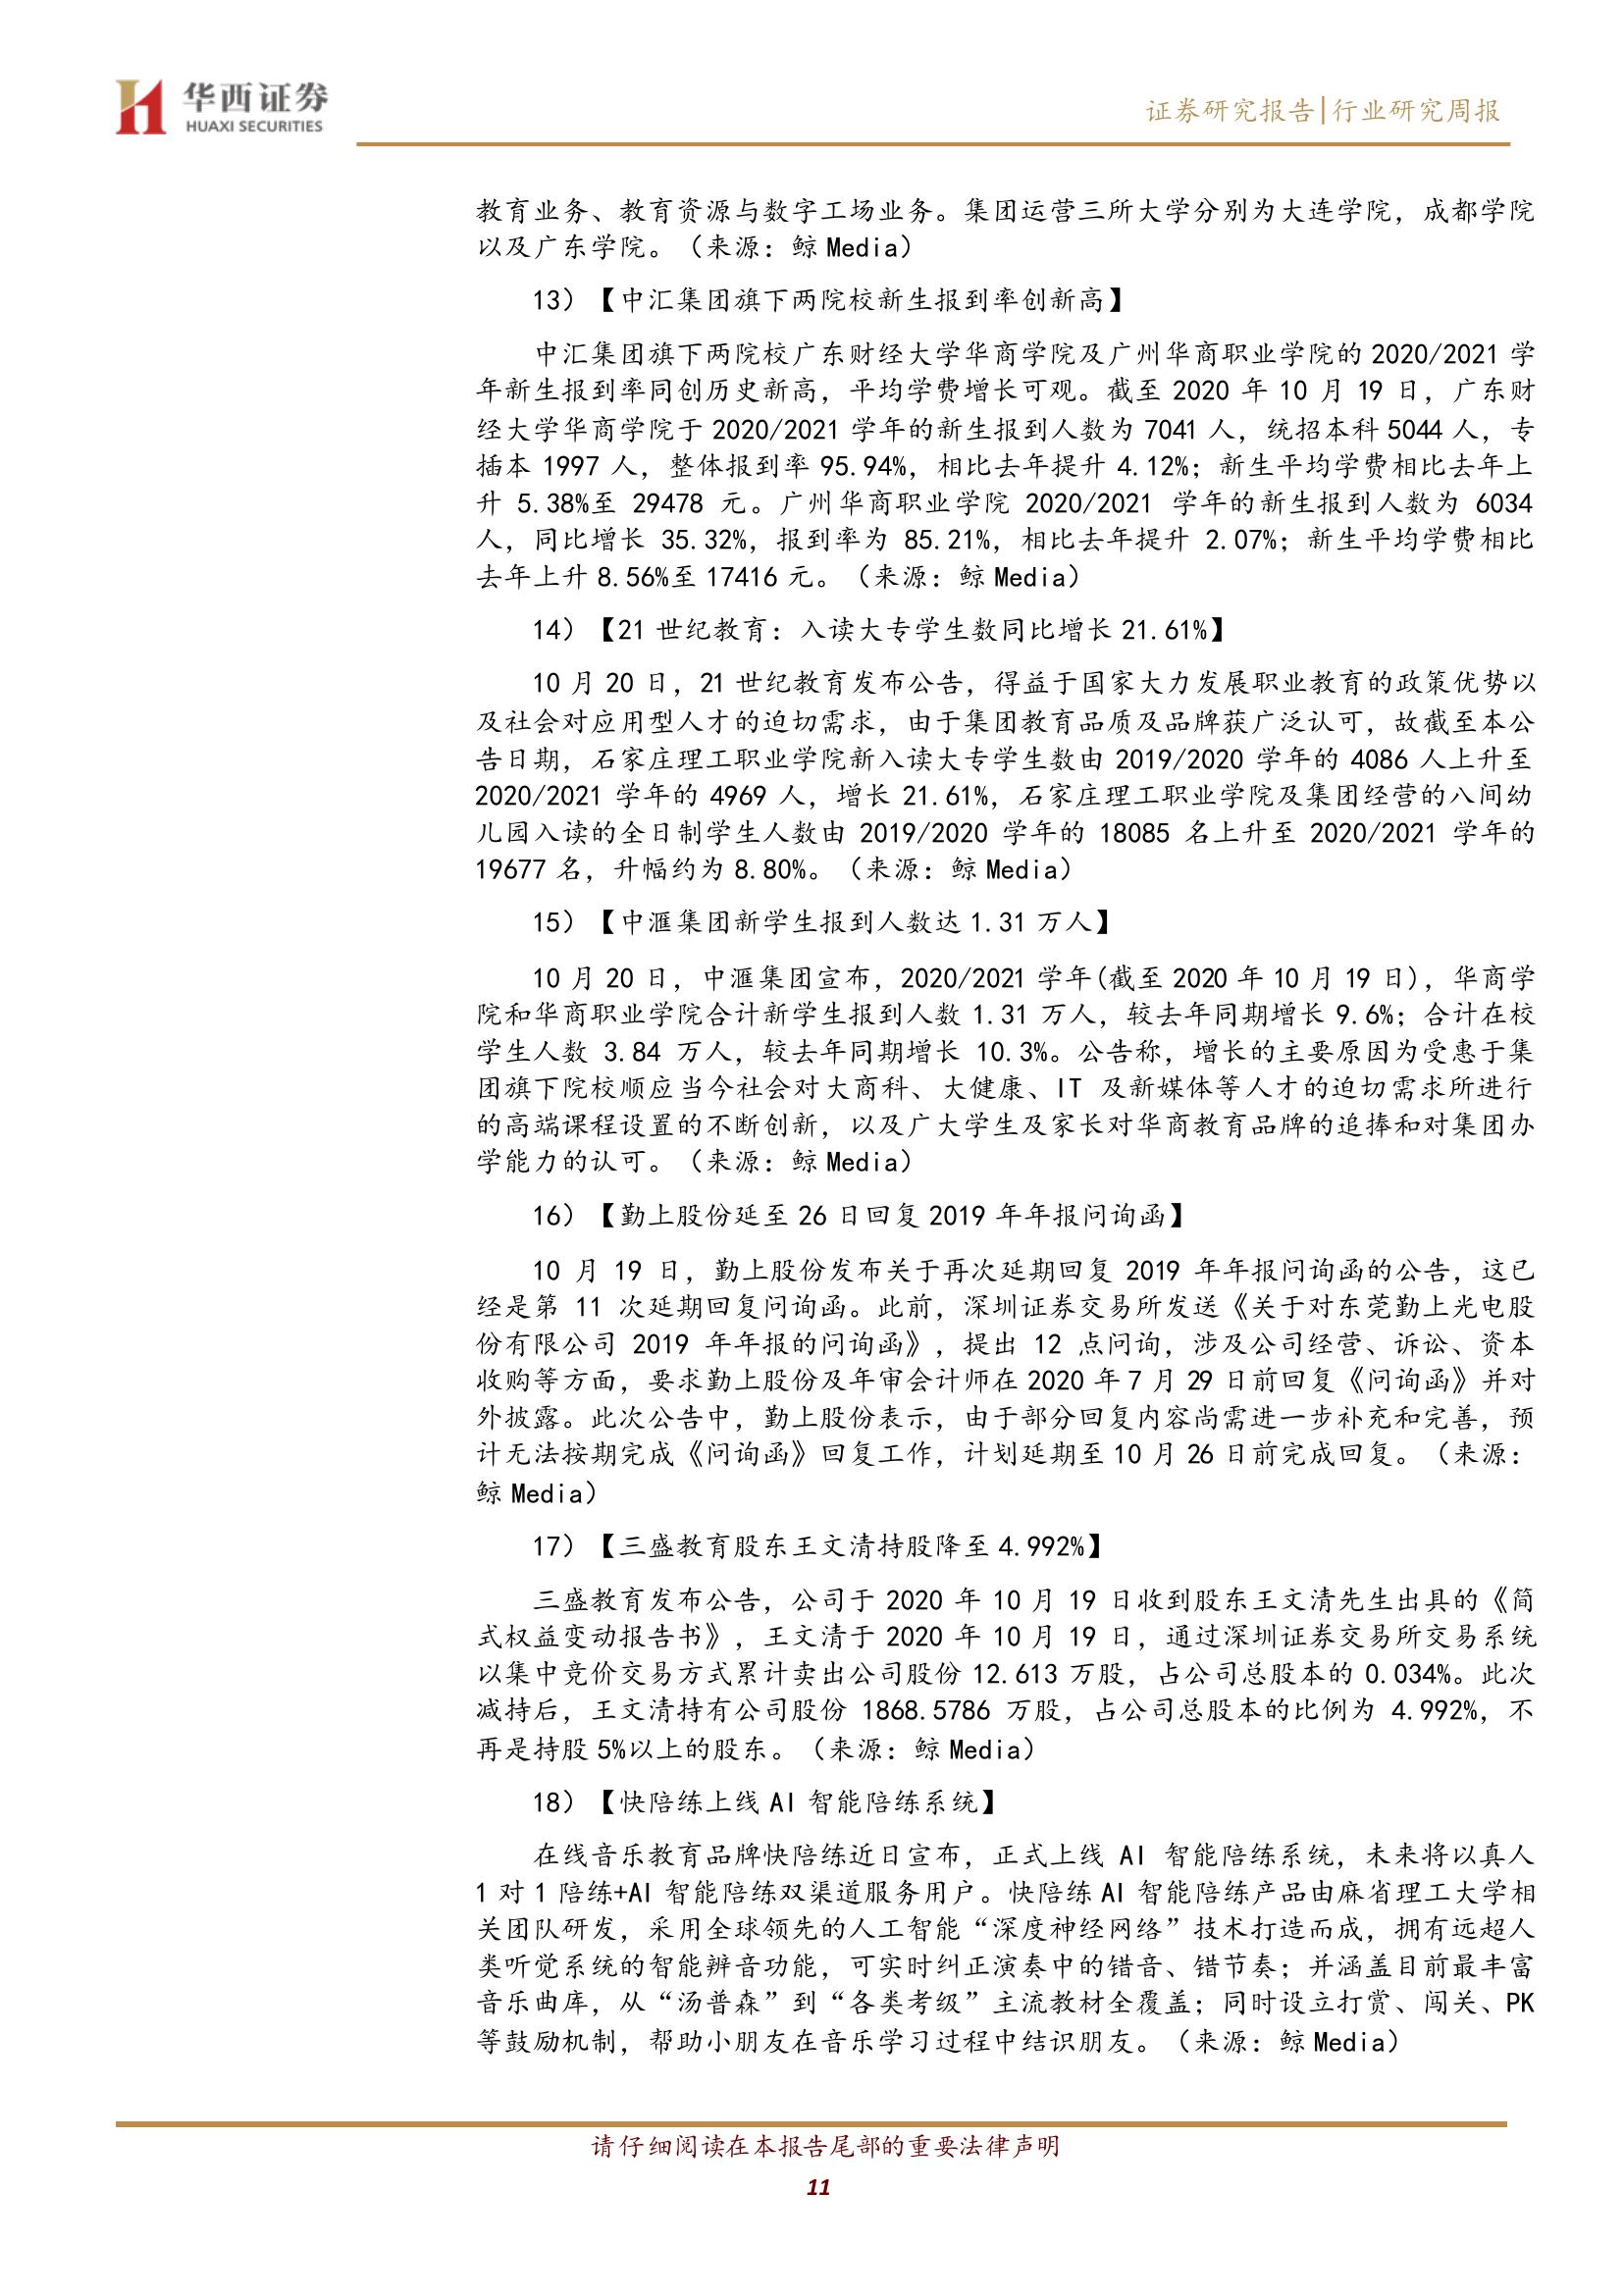 华西证券
HUAXI SECURITIES
证券研究报告|行业研究周报
教育业务、教育资源与数字工场业务。集团运营三所大学分别为大连学院，成都学院
以及广东学院。（来源：鲸 Media）
13）【中汇集团旗下两院校新生报到率创新高】
中汇集团旗下两院校广东财经大学华商学院及广州华商职业学院的 2020/2021 学
年新生报到率同创历史新高，平均学费增长可观。截至 2020 年 10 月 19 日，广东财
经大学华商学院于 2020/2021 学年的新生报到人数为 7041 人，统招本科 5044 人，专
插本 1997 人，整体报到率 95.94%，相比去年提升 4.12%；新生平均学费相比去年上
升 5.38%至 29478 元。广州华商职业学院 2020/2021 学年的新生报到人数为 6034
人，同比增长 35.32%，报到率为 85.21%，相比去年提升 2.07%；新生平均学费相比
去年上升 8.56%至 17416 元。（来源：鲸 Media）
14）【21 世纪教育：入读大专学生数同比增长 21.61%】
10 月 20 日，21 世纪教育发布公告，得益于国家大力发展职业教育的政策优势以
及社会对应用型人才的迫切需求，由于集团教育品质及品牌获广泛认可，故截至本公
告日期，石家庄理工职业学院新入读大专学生数由 2019/2020 学年的 4086 人上升至
2020/2021 学年的 4969 人，增长 21.61%，石家庄理工职业学院及集团经营的八间幼
儿园入读的全日制学生人数由 2019/2020 学年的 18085 名上升至 2020/2021 学年的
19677 名，升幅约为 8.80%。（来源：鲸 Media）
15）【中滙集团新学生报到人数达 1.31 万人】
10 月 20 日，中滙集团宣布，2020/2021 学年(截至 2020 年 10 月 19 日)，华商学
院和华商职业学院合计新学生报到人数 1.31 万人，较去年同期增长 9.6%；合计在校
学生人数 3.84 万人，较去年同期增长 10.3%。公告称，增长的主要原因为受惠于集
团旗下院校顺应当今社会对大商科、大健康、IT 及新媒体等人才的迫切需求所进行
的高端课程设置的不断创新，以及广大学生及家长对华商教育品牌的追捧和对集团办
学能力的认可。（来源：鲸 Media）
16）【勤上股份延至 26 日回复 2019 年年报问询函】
10 月 19 日，勤上股份发布关于再次延期回复 2019 年年报问询函的公告，这已
经是第 11 次延期回复问询函。此前，深圳证券交易所发送《关于对东莞勤上光电股
份有限公司 2019 年年报的问询函》，提出 12 点问询，涉及公司经营、诉讼、资本
收购等方面，要求勤上股份及年审会计师在 2020 年 7 月 29 日前回复《问询函》并对
外披露。此次公告中，勤上股份表示，由于部分回复内容尚需进一步补充和完善，预
计无法按期完成《问询函》回复工作，计划延期至 10 月 26 日前完成回复。（来源：
鲸 Media）
17）【三盛教育股东王文清持股降至 4.992%】
三盛教育发布公告，公司于 2020 年 10 月 19 日收到股东王文清先生出具的《简
式权益变动报告书》，王文清于 2020 年 10 月 19 日，通过深圳证券交易所交易系统
以集中竞价交易方式累计卖出公司股份 12.613 万股，占公司总股本的 0.034%。此次
减持后，王文清持有公司股份 1868.5786 万股，占公司总股本的比例为 4.992%，不
再是持股 5%以上的股东。（来源：鲸 Media）
18）【快陪练上线 AI 智能陪练系统】
在线音乐教育品牌快陪练近日宣布，正式上线 AI 智能陪练系统，未来将以真人
1 对 1 陪练+AI 智能陪练双渠道服务用户。快陪练 AI 智能陪练产品由麻省理工大学相
关团队研发，采用全球领先的人工智能“深度神经网络”技术打造而成，拥有远超人
类听觉系统的智能辨音功能，可实时纠正演奏中的错音、错节奏；并涵盖目前最丰富
音乐曲库，从“汤普森”到“各类考级”主流教材全覆盖；同时设立打赏、闯关、PK
等鼓励机制，帮助小朋友在音乐学习过程中结识朋友。（来源：鲸 Media）
请仔细阅读在本报告尾部的重要法律声明
11